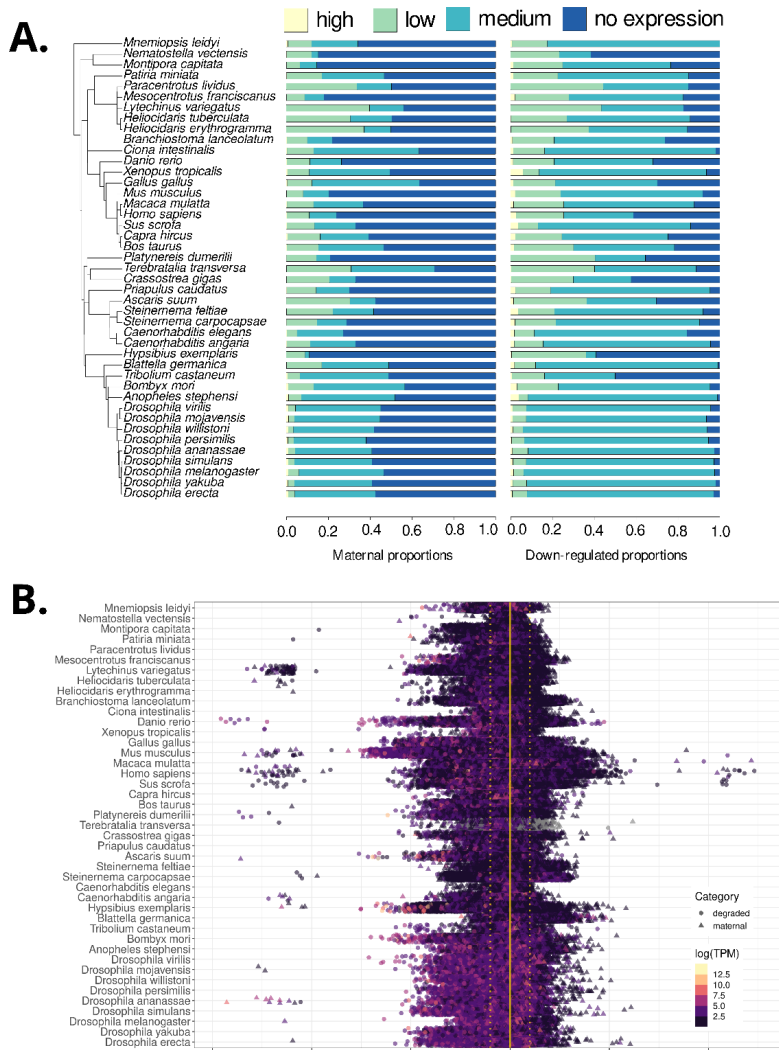 A.
high low medium no expression
Mnemiopsis leidyi
Nematostella vectensis
Montipora capitata
Patiria miniata
Paracentrotus lividus
Mesocentrotus franciscanus
Lytechinus variegatus
Heliocidaris tuberculata
Heliocidaris erythrogramma
Branchiostoma lanceolatum
Ciona intestinalis
Danio rerio
Xenopus tropicalis
Gallus gallus
Mus musculus
Macaca mulatta
Homo sapiens
Sus scrofa
Capra hircus
Bos taurus
Platynereis dumerilii
Terebratalia transversa
Crassostrea gigas
Priapulus caudatus
Ascaris suum
Steinernema feltiae
Steinernema carpocapsae
Caenorhabditis elegans
Caenorhabditis angaria
Hypsibius exemplaris
Blattella germanica
Tribolium castaneum
Bombyx mori
Anopheles stephensi
Drosophila virilis
Drosophila mojavensis
Drosophila willistoni
Drosophila persimilis
Drosophila ananassae
Drosophila simulans
Drosophila melanogaster
Drosophila yakuba
Drosophila erecta
0.0 0.2 0.4 0.6 0.8 1.0 0.0 0.2 0.4 0.6 0.8 1.0
Maternal proportions Down-regulated proportions
B.
Mnemiopsis leidyi
Nematostella vectensis
Montipora capitata
Patiria miniata
Paracentrotus lividus
Mesocentrotus franciscanus
Lytechinus variegatus
Heliocidaris tuberculata
Heliocidaris erythrogramma
Branchiostoma lanceolatum
Ciona intestinalis
Danio rerio
Xenopus tropicalis
Gallus gallus
Mus musculus
Macaca mulatta
Homo sapiens
Sus scrofa
Capra hircus
Bos taurus
Platynereis dumerilii
Terebratalia transversa
Crassostrea gigas
Priapulus caudatus
Ascaris suum
Steinernema feltiae
Steinernema carpocapsae
Caenorhabditis elegans
Caenorhabditis angaria
Hypsibius exemplaris
Blattella germanica
Tribolium castaneum
Bombyx mori
Anopheles stephensi
Drosophila virilis
Drosophila mojavensis
Drosophila willistoni
Drosophila persimilis
Drosophila ananassae
Drosophila simulans
Drosophila melanogaster
Drosophila yakuba
Drosophila erecta
Category
degraded
maternal
log(TPM)
12.5
10.0
7.5
5.0
2.5